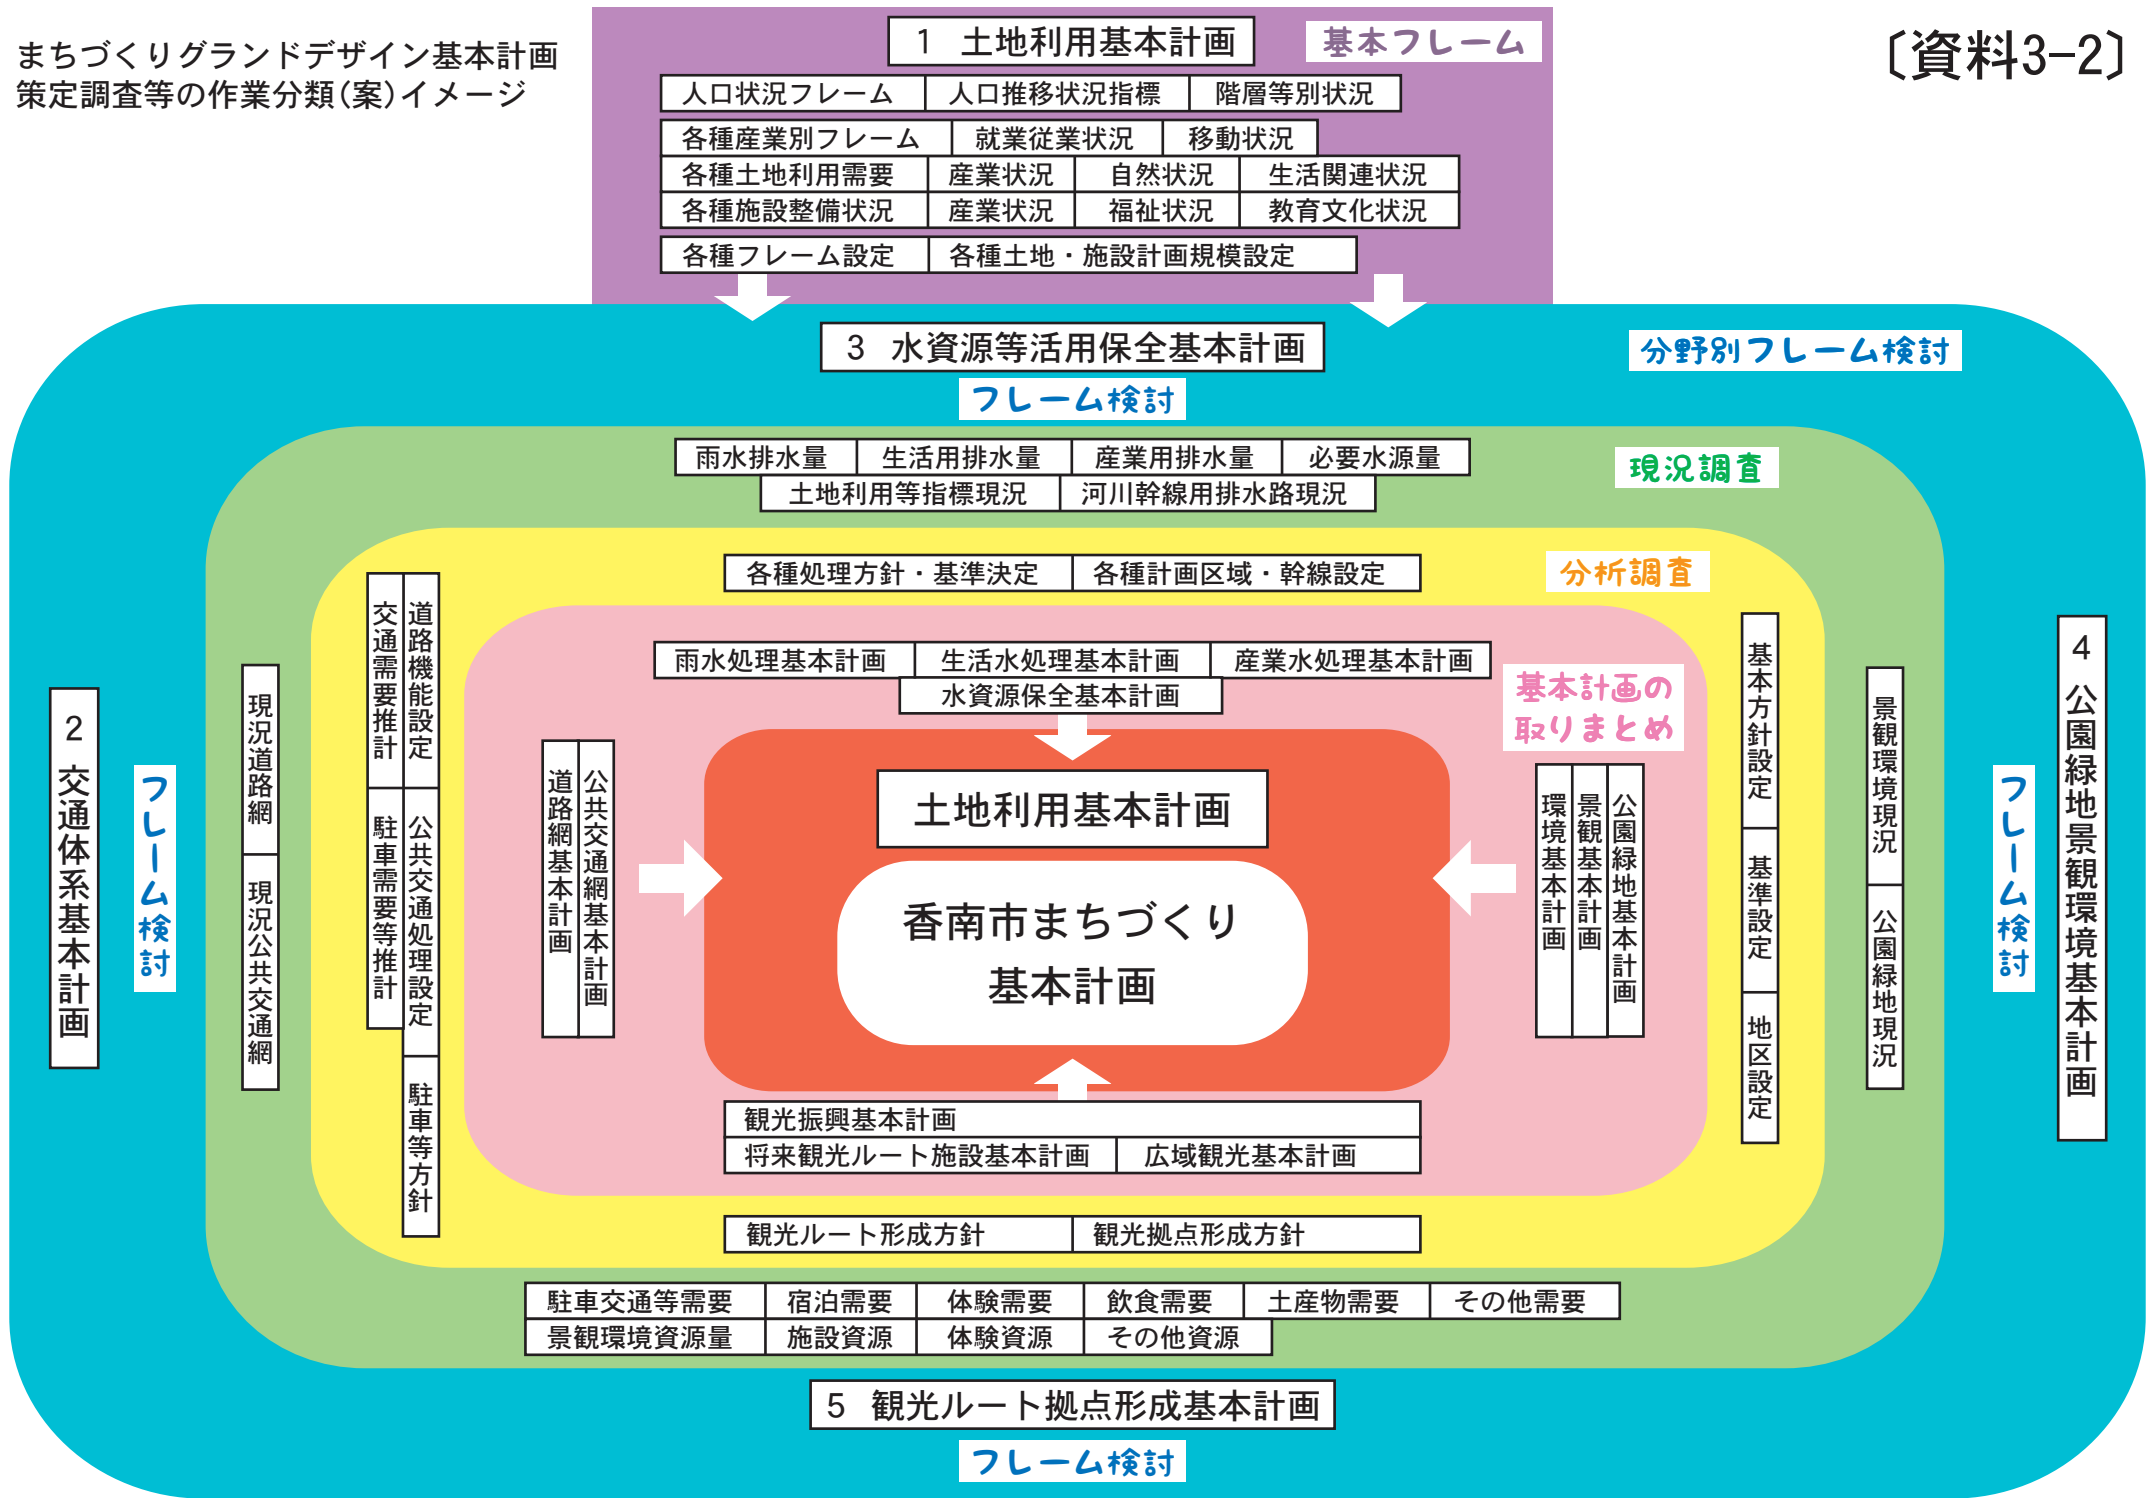 まちづくりグランドデザイン基本計画
策定調査等の作業分類(案)イメージ
〔資料3-2〕
1 土地利用基本計画
基本フレーム
人口状況フレーム 人口推移状況指標 階層等別状況
各種産業別フレーム 就業従業状況 移動状況
各種土地利用需要 産業状況 自然状況 生活関連状況
各種施設整備状況 産業状況 福祉状況 教育文化状況
各種フレーム設定 各種土地・施設計画規模設定
3 水資源等活用保全基本計画
分野別フレーム検討
フレーム検討
雨水排水量 生活用排水量 産業用排水量 必要水源量
土地利用等指標現況 河川幹線用排水路現況
現況調査
各種処理方針・基準決定 各種計画区域・幹線設定
分析調査
雨水処理基本計画 生活水処理基本計画 産業水処理基本計画
水資源保全基本計画
基本計画の
取りまとめ
2 交通体系基本計画
フレーム検討
現況道路網
現況公共交通網
交通需要推計
駐車需要等推計
道路機能設定
公共交通処理設定
駐車等方針
道路網基本計画
公共交通網基本計画
土地利用基本計画
香南市まちづくり
基本計画
環境基本計画
景観基本計画
公園緑地基本計画
基本方針設定
基準設定
地区設定
景観環境現況
公園緑地現況
フレーム検討
4 公園緑地景観環境基本計画
観光振興基本計画
将来観光ルート施設基本計画 広域観光基本計画
観光ルート形成方針 観光拠点形成方針
駐車交通等需要 宿泊需要 体験需要 飲食需要 土産物需要 その他需要
景観環境資源量 施設資源 体験資源 その他資源
5 観光ルート拠点形成基本計画
フレーム検討